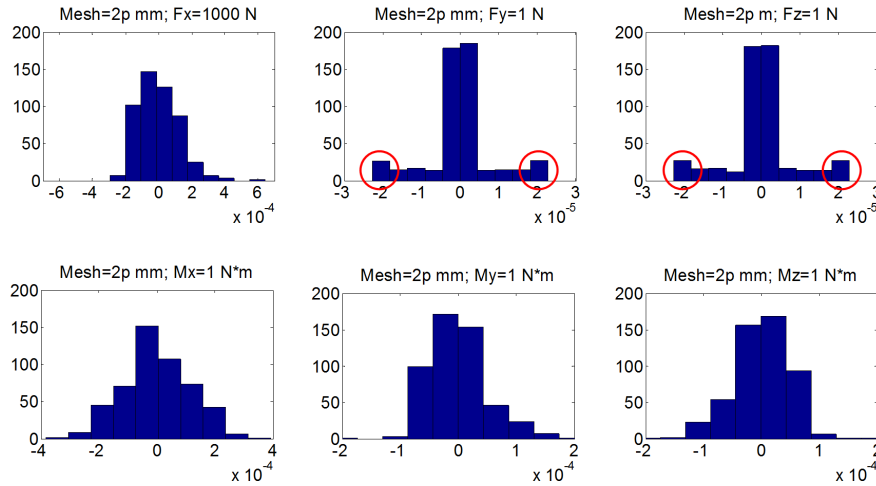 Mesh=2p mm; Fx=1000 N
Mesh=2p mm; Fy=1 N
Mesh=2p m; Fz=1 N
200
150
100
50
0
-6 -4 -2 0 2 4 6
x 10^-4
200
150
100
50
0
-3 -2 -1 0 1 2 3
x 10^-5
200
150
100
50
0
-3 -2 -1 0 1 2 3
x 10^-5
Mesh=2p mm; Mx=1 N*m
Mesh=2p mm; My=1 N*m
Mesh=2p mm; Mz=1 N*m
200
150
100
50
0
-4 -2 0 2 4
x 10^-4
200
150
100
50
0
-2 -1 0 1 2
x 10^-4
200
150
100
50
0
-2 -1 0 1 2
x 10^-4